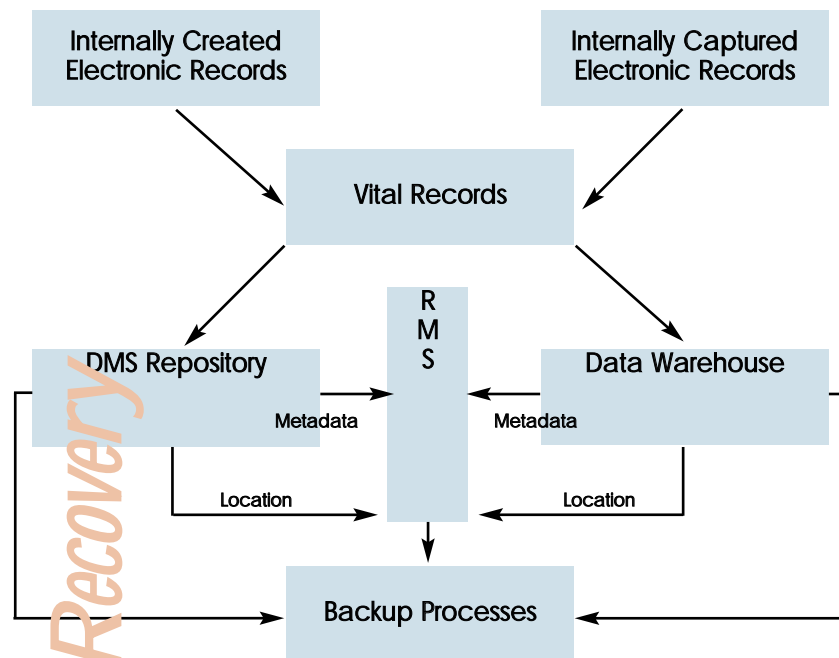 Internally Created
Electronic Records
Internally Captured
Electronic Records
Vital Records
R
M
S
DMS Repository
Data Warehouse
Metadata
Metadata
Location
Location
Backup Processes
Recovery